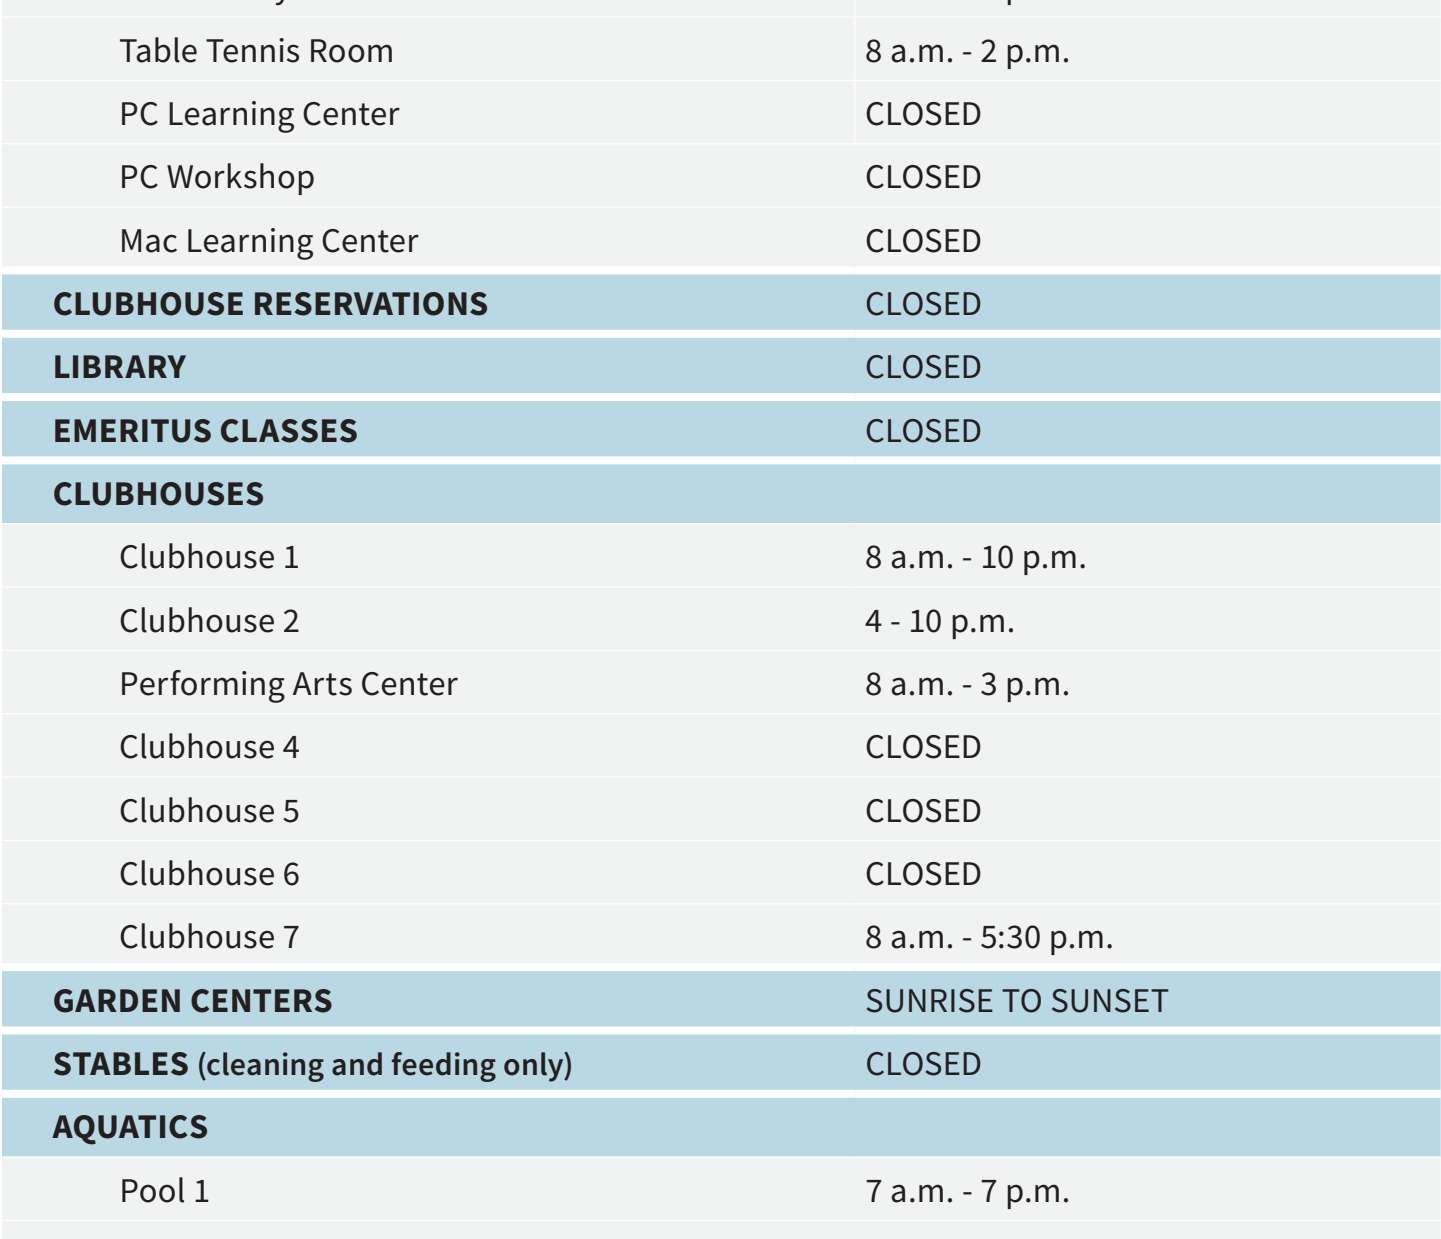 Table Tennis Room 8 a.m. - 2 p.m.
PC Learning Center CLOSED
PC Workshop CLOSED
Mac Learning Center CLOSED
CLUBHOUSE RESERVATIONS CLOSED
LIBRARY CLOSED
EMERITUS CLASSES CLOSED
CLUBHOUSES
Clubhouse 1 8 a.m. - 10 p.m.
Clubhouse 2 4 - 10 p.m.
Performing Arts Center 8 a.m. - 3 p.m.
Clubhouse 4 CLOSED
Clubhouse 5 CLOSED
Clubhouse 6 CLOSED
Clubhouse 7 8 a.m. - 5:30 p.m.
GARDEN CENTERS SUNRISE TO SUNSET
STABLES (cleaning and feeding only) CLOSED
AQUATICS
Pool 1 7 a.m. - 7 p.m.